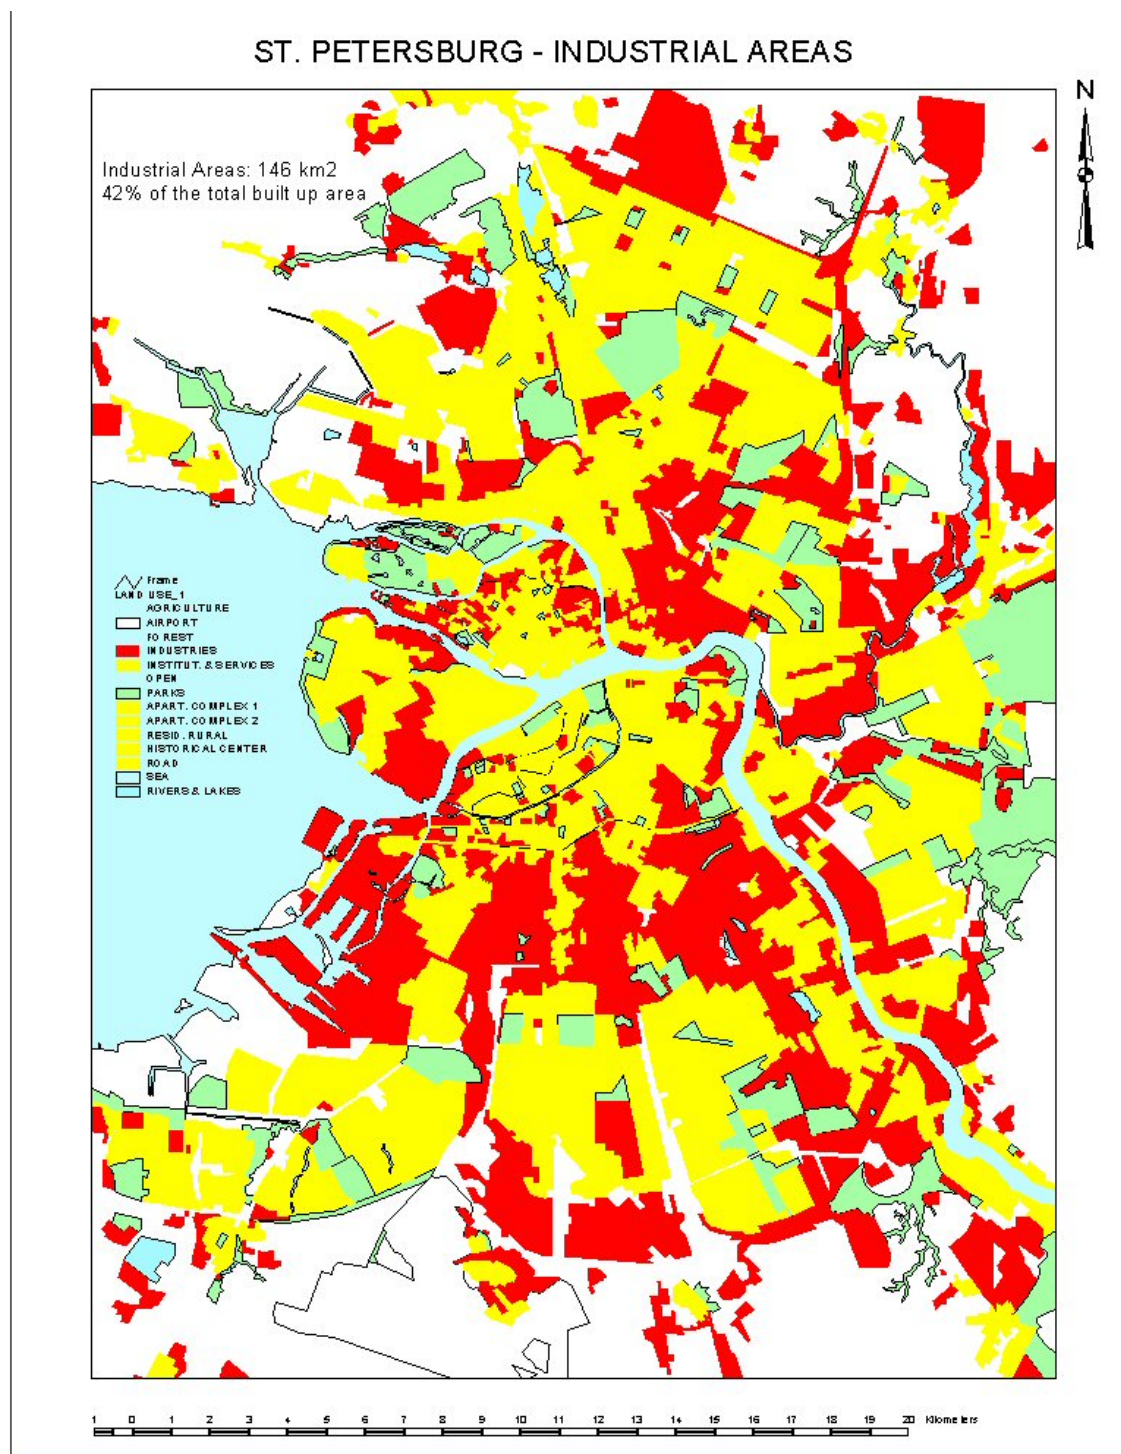 ST. PETERSBURG - INDUSTRIAL AREAS
N
Industrial Areas: 146 km2
42% of the total built up area
Frame
LAND USE_1
AGRICULTURE
AIRPORT
FOREST
INDUSTRIES
INSTITUT. & SERVICES
OPEN
PARKS
APART. COMPLEX 1
APART. COMPLEX 2
RESID. RURAL
HISTORICAL CENTER
ROAD
SEA
RIVERS & LAKES
1 0 1 2 3 4 5 6 7 8 9 10 11 12 13 14 15 16 17 18 19 20 Kilometers